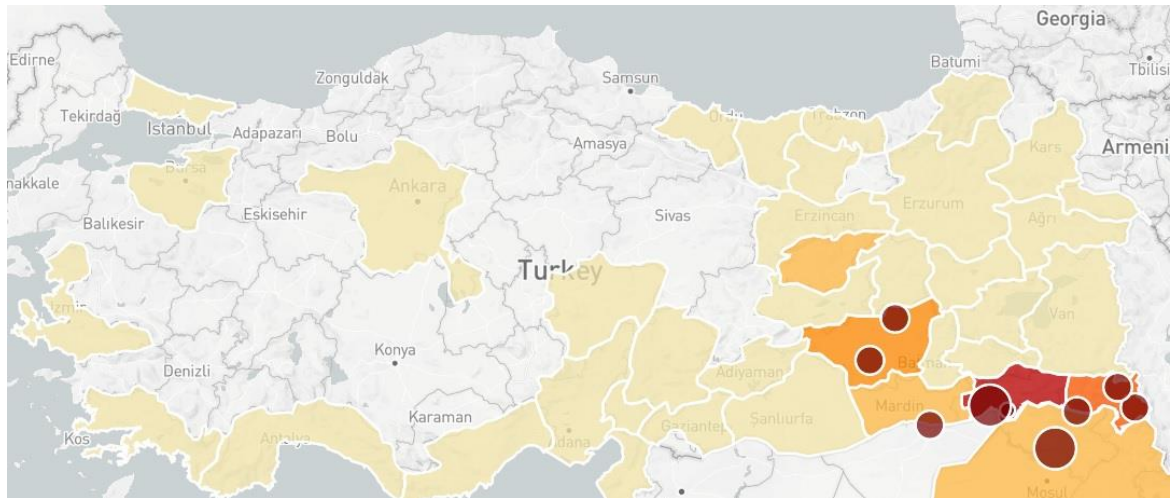 Georgia
Edirne
Batumi
Tbilisi
Zonguldak
Samsun
Tekirdağ
Istanbul
Adapazarı
Bolu
Ordu
Trabzon
Amasya
Kars
Armeni
nakkale
Bursa
Ankara
Balıkesir
Eskisehir
Sivas
Erzincan
Erzurum
Ağrı
Turkey
Izmir
Van
Konya
Denizli
Adiyaman
Batman
Karaman
Mardin
Kos
Antalya
Adana
Gaziantep
Şanlıurfa
Mosul